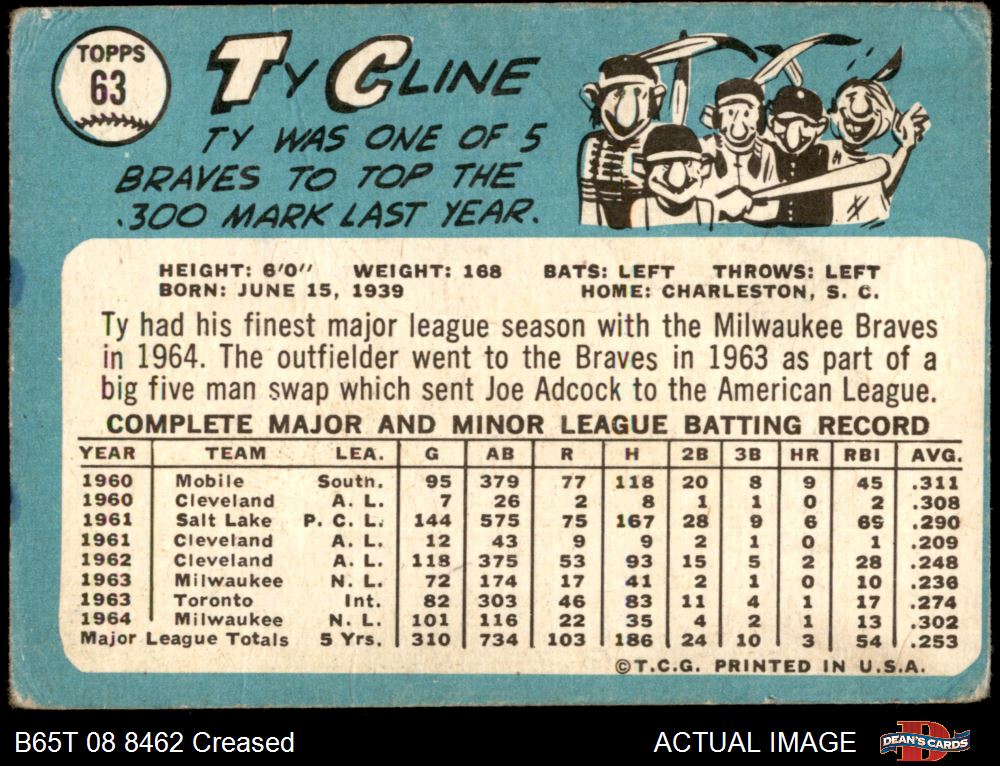 TOPPS
63
TY CLINE
TY WAS ONE OF 5
BRAVES TO TOP THE
.300 MARK LAST YEAR.
HEIGHT: 6'0" WEIGHT: 168 BATS: LEFT THROWS: LEFT
BORN: JUNE 15, 1939 HOME: CHARLESTON, S. C.
Ty had his finest major league season with the Milwaukee Braves
in 1964. The outfielder went to the Braves in 1963 as part of a
big five man swap which sent Joe Adcock to the American League.
COMPLETE MAJOR AND MINOR LEAGUE BATTING RECORD
YEAR TEAM LEA. G AB R H 2B 3B HR RBI AVG.
1960 Mobile South. 95 379 77 118 20 8 9 45 .311
1960 Cleveland A. L. 7 26 2 8 1 1 0 2 .308
1961 Salt Lake P. C. L. 144 575 75 167 28 9 6 69 .290
1961 Cleveland A. L. 12 43 9 9 2 1 0 1 .209
1962 Cleveland A. L. 118 375 53 93 15 5 2 28 .248
1963 Milwaukee N. L. 72 174 17 41 2 1 0 10 .236
1963 Toronto Int. 82 303 46 83 11 4 1 17 .274
1964 Milwaukee N. L. 101 116 22 35 4 2 1 13 .302
Major League Totals 5 Yrs. 310 734 103 186 24 10 3 54 .253
©T.C.G. PRINTED IN U.S.A.
B65T 08 8462 Creased ACTUAL IMAGE
D
DEAN'S CARDS